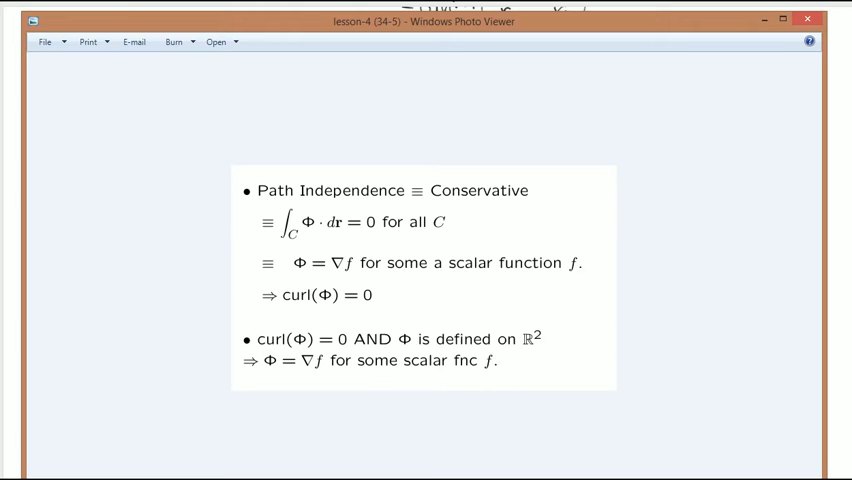 lesson-4 (34-5) - Windows Photo Viewer
File Print E-mail Burn Open
• Path Independence ≡ Conservative
≡ ∫_C Φ · dr = 0 for all C
≡ Φ = ∇f for some a scalar function f.
⇒ curl(Φ) = 0
• curl(Φ) = 0 AND Φ is defined on ℝ²
⇒ Φ = ∇f for some scalar fnc f.